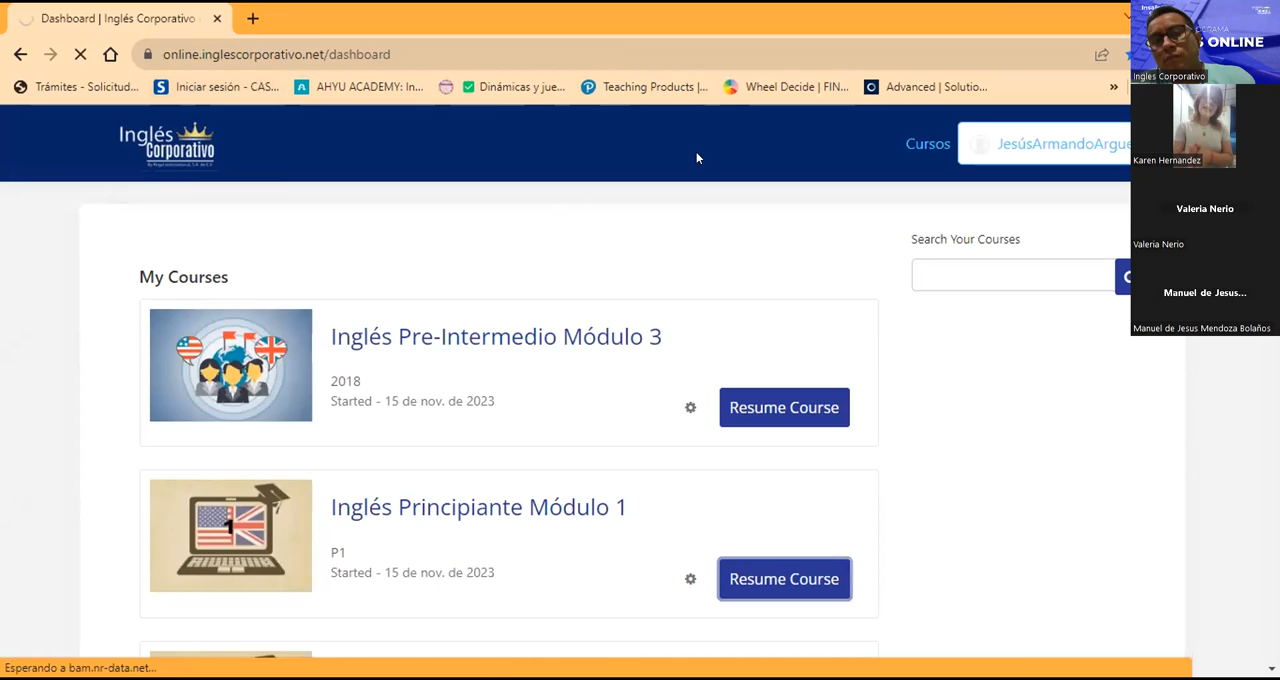 Dashboard | Inglés Corporativo
online.inglescorporativo.net/dashboard
Trámites - Solicitud...
Iniciar sesión - CAS...
AHYU ACADEMY: In...
Dinámicas y jue...
Teaching Products |...
Wheel Decide | FIN...
Advanced | Solutio...
»
Inglés
Corporativo
Cursos
JesúsArmandoArgue
ONLINE
Ingles Corporativo
Karen Hernandez
Valeria Nerio
Valeria Nerio
Manuel de Jesus...
Manuel de Jesus Mendoza Bolaños
Search Your Courses
My Courses
Inglés Pre-Intermedio Módulo 3
2018
Started - 15 de nov. de 2023
Resume Course
Inglés Principiante Módulo 1
1
P1
Started - 15 de nov. de 2023
Resume Course
Esperando a bam.nr-data.net...